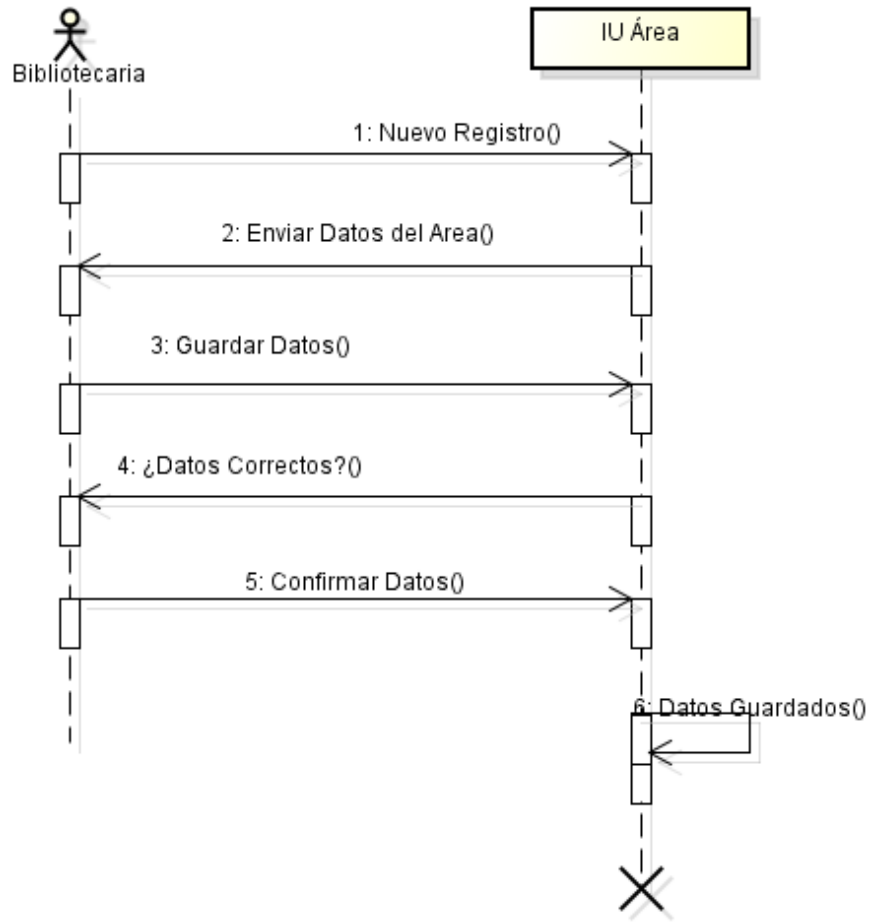 Bibliotecaria
IU Área
1: Nuevo Registro()
2: Enviar Datos del Area()
3: Guardar Datos()
4: ¿Datos Correctos?()
5: Confirmar Datos()
6: Datos Guardados()